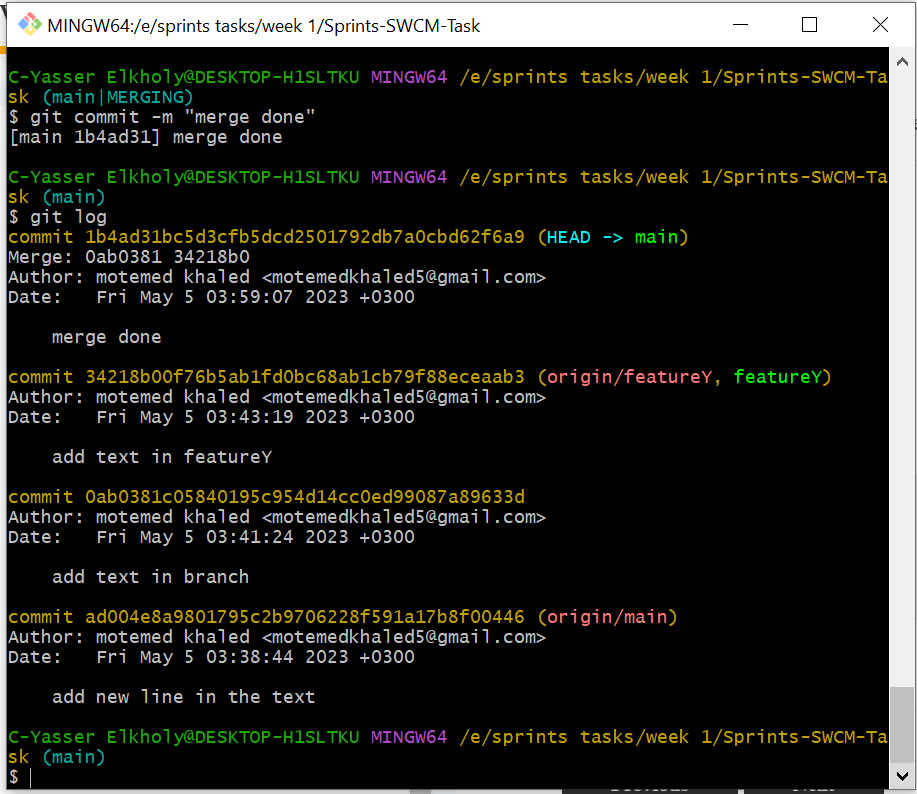 MINGW64:/e/sprints tasks/week 1/Sprints-SWCM-Task
C-Yasser Elkholy@DESKTOP-H1SLTKU MINGW64 /e/sprints tasks/week 1/Sprints-SWCM-Ta
sk (main|MERGING)
$ git commit -m "merge done"
[main 1b4ad31] merge done
C-Yasser Elkholy@DESKTOP-H1SLTKU MINGW64 /e/sprints tasks/week 1/Sprints-SWCM-Ta
sk (main)
$ git log
commit 1b4ad31bc5d3cfb5dcd2501792db7a0cbd62f6a9 (HEAD -> main)
Merge: 0ab0381 34218b0
Author: motemed khaled <motemedkhaled5@gmail.com>
Date:   Fri May 5 03:59:07 2023 +0300
    merge done
commit 34218b00f76b5ab1fd0bc68ab1cb79f88eceaab3 (origin/featureY, featureY)
Author: motemed khaled <motemedkhaled5@gmail.com>
Date:   Fri May 5 03:43:19 2023 +0300
    add text in featureY
commit 0ab0381c05840195c954d14cc0ed99087a89633d
Author: motemed khaled <motemedkhaled5@gmail.com>
Date:   Fri May 5 03:41:24 2023 +0300
    add text in branch
commit ad004e8a9801795c2b9706228f591a17b8f00446 (origin/main)
Author: motemed khaled <motemedkhaled5@gmail.com>
Date:   Fri May 5 03:38:44 2023 +0300
    add new line in the text
C-Yasser Elkholy@DESKTOP-H1SLTKU MINGW64 /e/sprints tasks/week 1/Sprints-SWCM-Ta
sk (main)
$